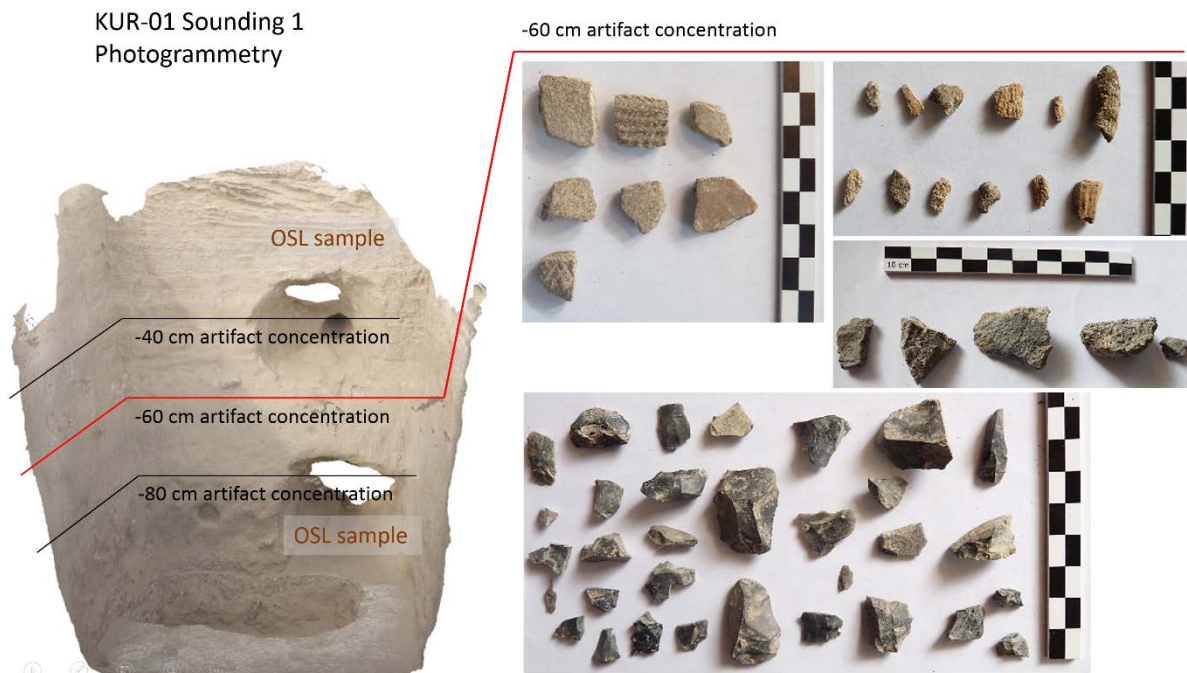 KUR-01 Sounding 1
Photogrammetry
-60 cm artifact concentration
OSL sample
-40 cm artifact concentration
-60 cm artifact concentration
-80 cm artifact concentration
OSL sample
10 cm